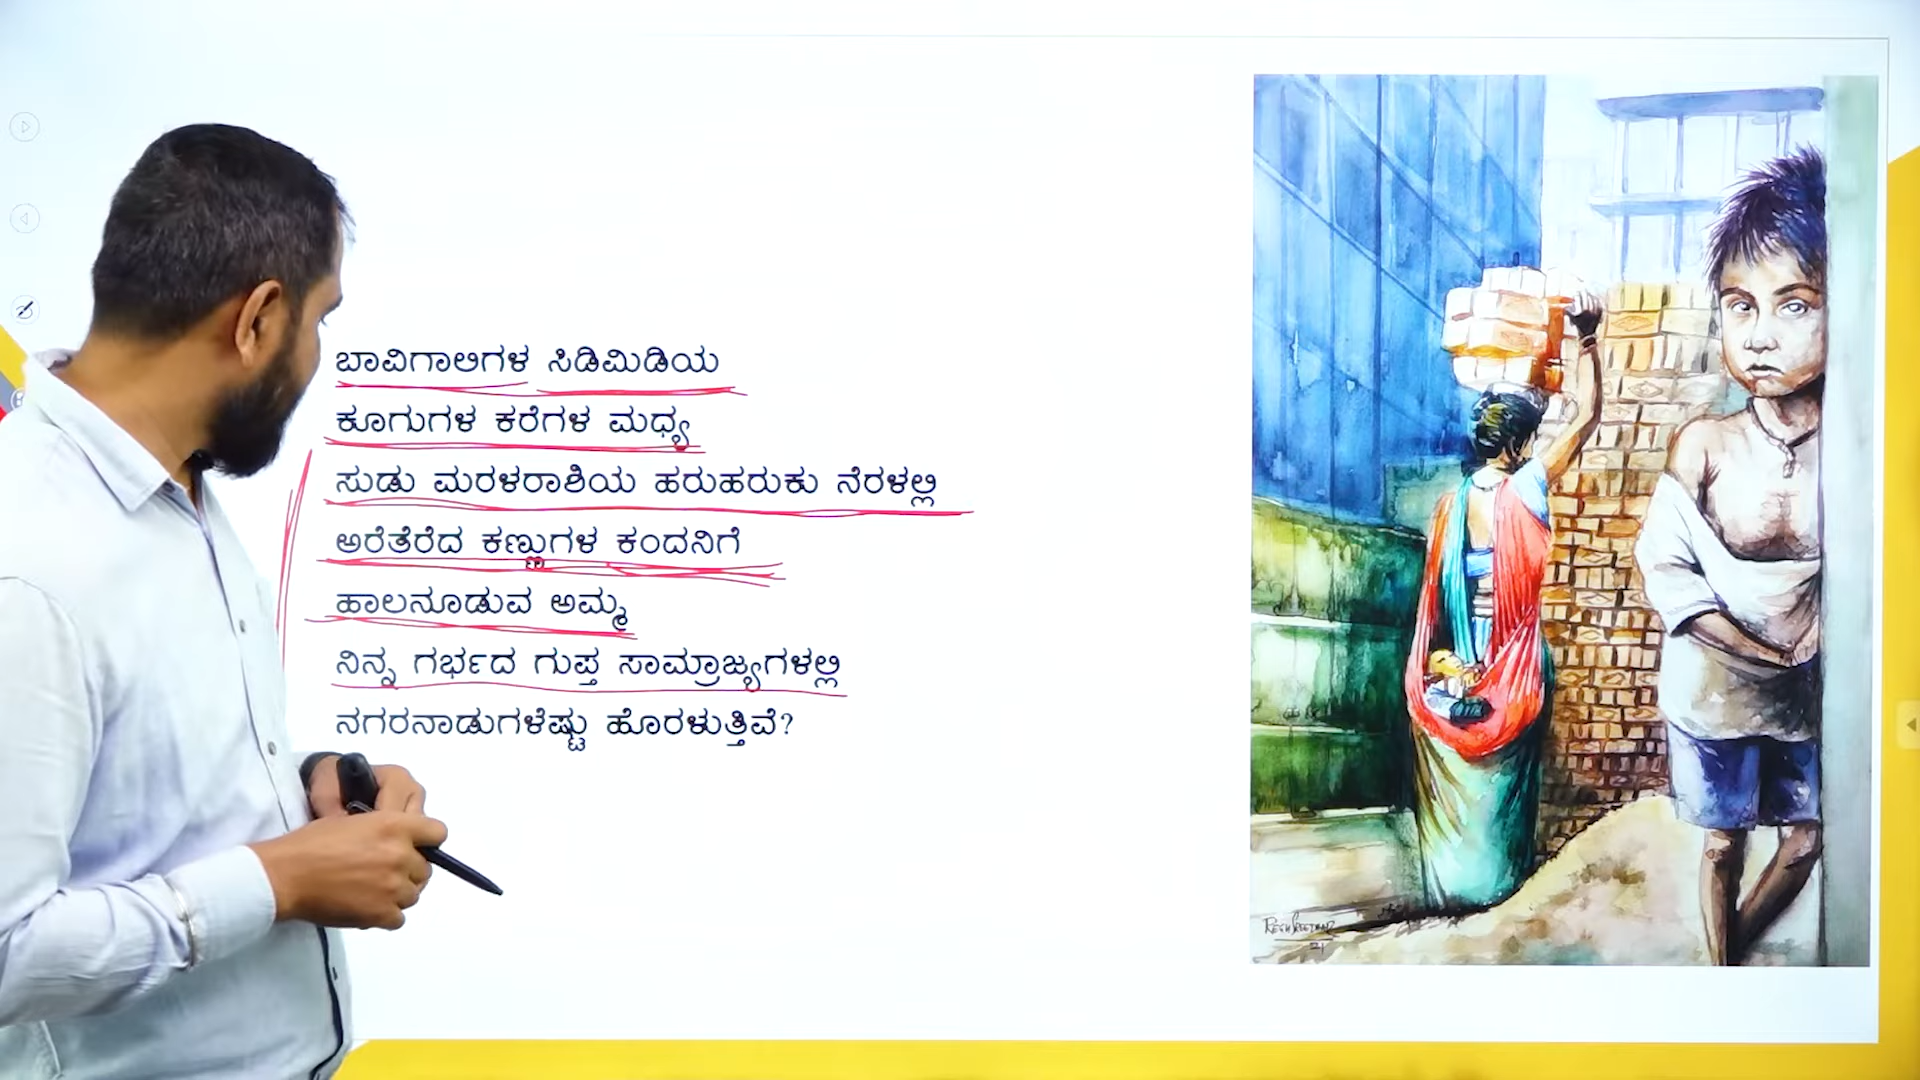 ಬಾವಿಗಾಲಿಗಳ ಸಿಡಿಮಿಡಿಯ
ಕೂಗುಗಳ ಕರೆಗಳ ಮಧ್ಯ
ಸುಡು ಮರಳರಾಶಿಯ ಹರುಹರುಕು ನೆರಳಲ್ಲಿ
ಅರೆತೆರೆದ ಕಣ್ಣುಗಳ ಕಂದನಿಗೆ
ಹಾಲನೂಡುವ ಅಮ್ಮ
ನಿನ್ನ ಗರ್ಭದ ಗುಪ್ತ ಸಾಮ್ರಾಜ್ಯಗಳಲ್ಲಿ
ನಗರನಾಡುಗಳೆಷ್ಟು ಹೊರಳುತ್ತಿವೆ?